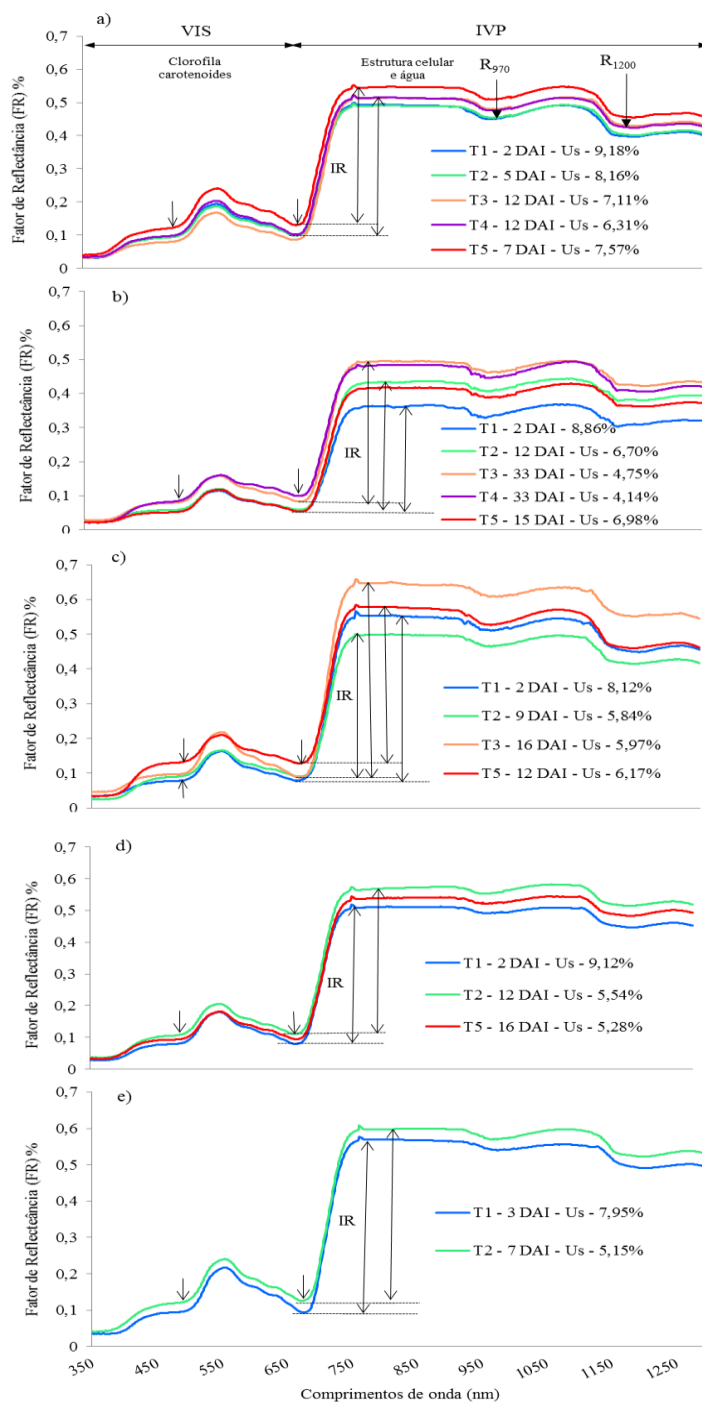 a)
VIS
IVP
Clorofila
carotenoides
Estrutura celular
e água
R970
R1200
Fator de Reflectância (FR) %
0,7
0,6
0,5
0,4
0,3
0,2
0,1
0
IR
T1 - 2 DAI - Us - 9,18%
T2 - 5 DAI - Us - 8,16%
T3 - 12 DAI - Us - 7,11%
T4 - 12 DAI - Us - 6,31%
T5 - 7 DAI - Us - 7,57%
b)
Fator de Reflecteância (FR) %
0,7
0,6
0,5
0,4
0,3
0,2
0,1
0
IR
T1 - 2 DAI - 8,86%
T2 - 12 DAI - Us - 6,70%
T3 - 33 DAI - Us - 4,75%
T4 - 33 DAI - Us - 4,14%
T5 - 15 DAI - Us - 6,98%
c)
Fator de Reflecteância (FR) %
0,7
0,6
0,5
0,4
0,3
0,2
0,1
0,0
IR
T1 - 2 DAI - Us - 8,12%
T2 - 9 DAI - Us - 5,84%
T3 - 16 DAI - Us - 5,97%
T5 - 12 DAI - Us - 6,17%
d)
Fator de Reflecteância (FR) %
0,7
0,6
0,5
0,4
0,3
0,2
0,1
0
IR
T1 - 2 DAI - Us - 9,12%
T2 - 12 DAI - Us - 5,54%
T5 - 16 DAI - Us - 5,28%
e)
Fator de Reflecteância (FR) %
0,7
0,6
0,5
0,4
0,3
0,2
0,1
0
IR
T1 - 3 DAI - Us - 7,95%
T2 - 7 DAI - Us - 5,15%
350 450 550 650 750 850 950 1050 1150 1250
Comprimentos de onda (nm)